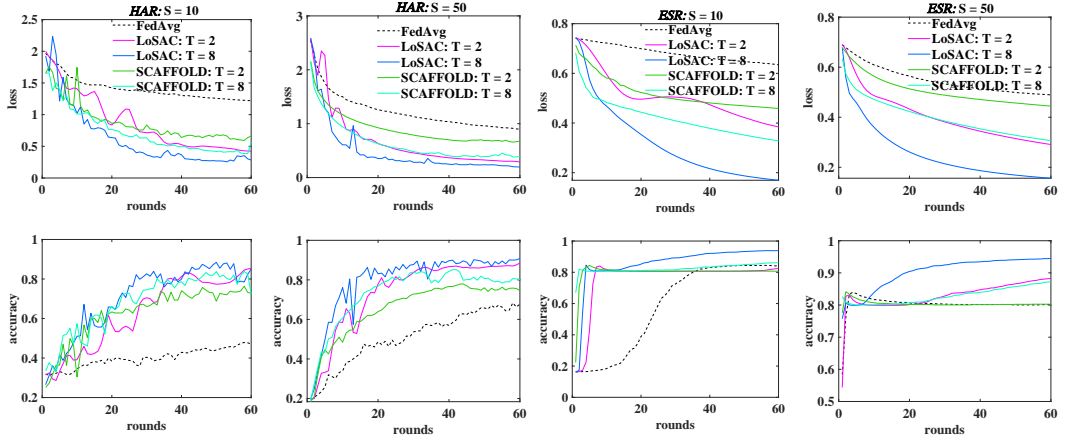 HAR: S = 10
2.5
2
1.5
1
0.5
0
0
20
40
60
loss
rounds
FedAvg
LoSAC: T = 2
LoSAC: T = 8
SCAFFOLD: T = 2
SCAFFOLD: T = 8
HAR: S = 50
3
2
1
0
0
20
40
60
loss
rounds
FedAvg
LoSAC: T = 2
LoSAC: T = 8
SCAFFOLD: T = 2
SCAFFOLD: T = 8
ESR: S = 10
0.8
0.6
0.4
0.2
0
20
40
60
loss
rounds
FedAvg
LoSAC: T = 2
LoSAC: T = 8
SCAFFOLD: T = 2
SCAFFOLD: T = 8
ESR: S = 50
0.8
0.6
0.4
0.2
0
20
40
60
loss
rounds
FedAvg
LoSAC: T = 2
LoSAC: T = 8
SCAFFOLD: T = 2
SCAFFOLD: T = 8
1
0.8
0.6
0.4
0.2
0
20
40
60
accuracy
rounds
1
0.8
0.6
0.4
0.2
0
20
40
60
accuracy
rounds
1
0.8
0.6
0.4
0.2
0
0
20
40
60
accuracy
rounds
1
0.9
0.8
0.7
0.6
0.5
0
20
40
60
accuracy
rounds